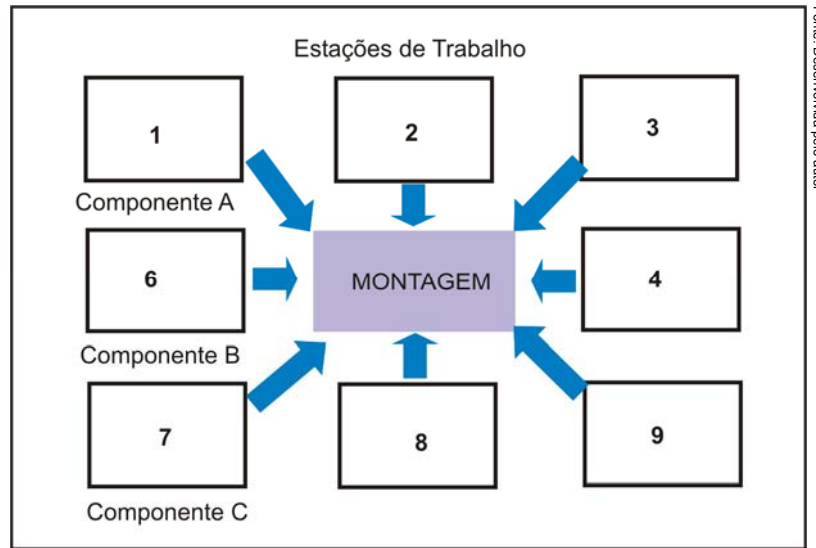 Estações de Trabalho
1
2
3
Componente A
6
MONTAGEM
4
Componente B
7
8
9
Componente C